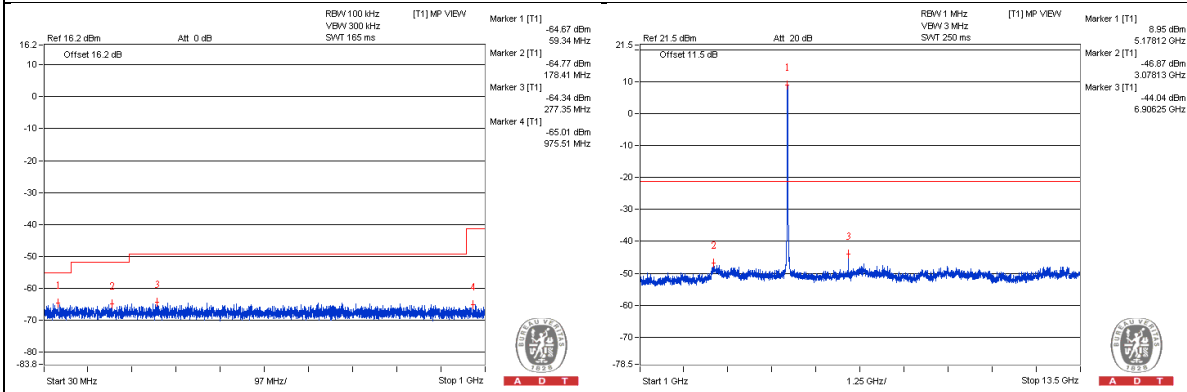 RBW 100 kHz [T1] MP VIEW
VBW 300 kHz
Ref 16.2 dBm Att 0 dB SWT 165 ms
Offset 16.2 dB
16.2
10
0
-10
-20
-30
-40
-50
-60
-70
-80
-83.8
1
2
3
4
Start 30 MHz 97 MHz/ Stop 1 GHz
Marker 1 [T1]
-64.67 dBm
59.34 MHz
Marker 2 [T1]
-64.77 dBm
178.41 MHz
Marker 3 [T1]
-64.34 dBm
277.35 MHz
Marker 4 [T1]
-65.01 dBm
975.51 MHz
BUREAU VERITAS
1828
A D T
RBW 1 MHz [T1] MP VIEW
VBW 3 MHz
Ref 21.5 dBm Att 20 dB SWT 250 ms
Offset 11.5 dB
21.5
10
0
-10
-20
-30
-40
-50
-60
-70
-78.5
1
2
3
Start 1 GHz 1.25 GHz/ Stop 13.5 GHz
Marker 1 [T1]
8.95 dBm
5.17812 GHz
Marker 2 [T1]
-46.87 dBm
3.07813 GHz
Marker 3 [T1]
-44.04 dBm
6.90625 GHz
BUREAU VERITAS
1828
A D T